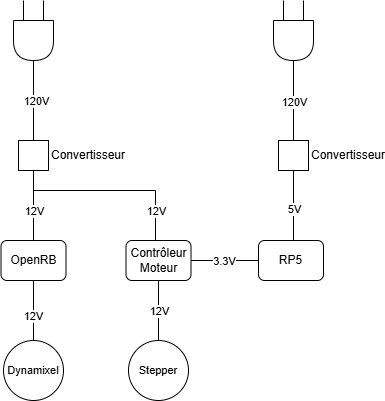 120V
120V
Convertisseur
Convertisseur
12V
12V
5V
OpenRB
Contrôleur
Moteur
3.3V
RP5
12V
12V
Dynamixel
Stepper